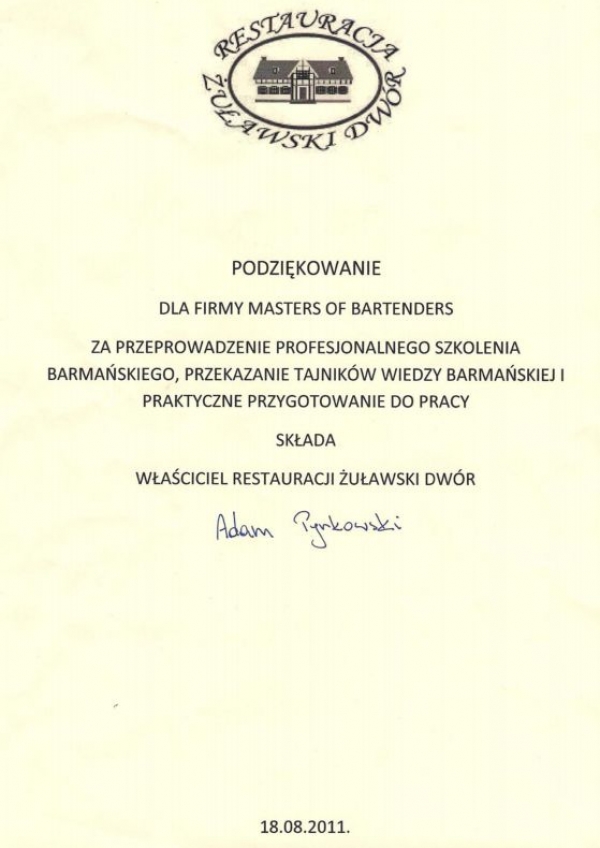 RESTAURACJA
ŻUŁAWSKI DWÓR
PODZIĘKOWANIE
DLA FIRMY MASTERS OF BARTENDERS
ZA PRZEPROWADZENIE PROFESJONALNEGO SZKOLENIA
BARMAŃSKIEGO, PRZEKAZANIE TAJNIKÓW WIEDZY BARMAŃSKIEJ I
PRAKTYCZNE PRZYGOTOWANIE DO PRACY
SKŁADA
WŁAŚCICIEL RESTAURACJI ŻUŁAWSKI DWÓR
Adam Pynkowski
18.08.2011.